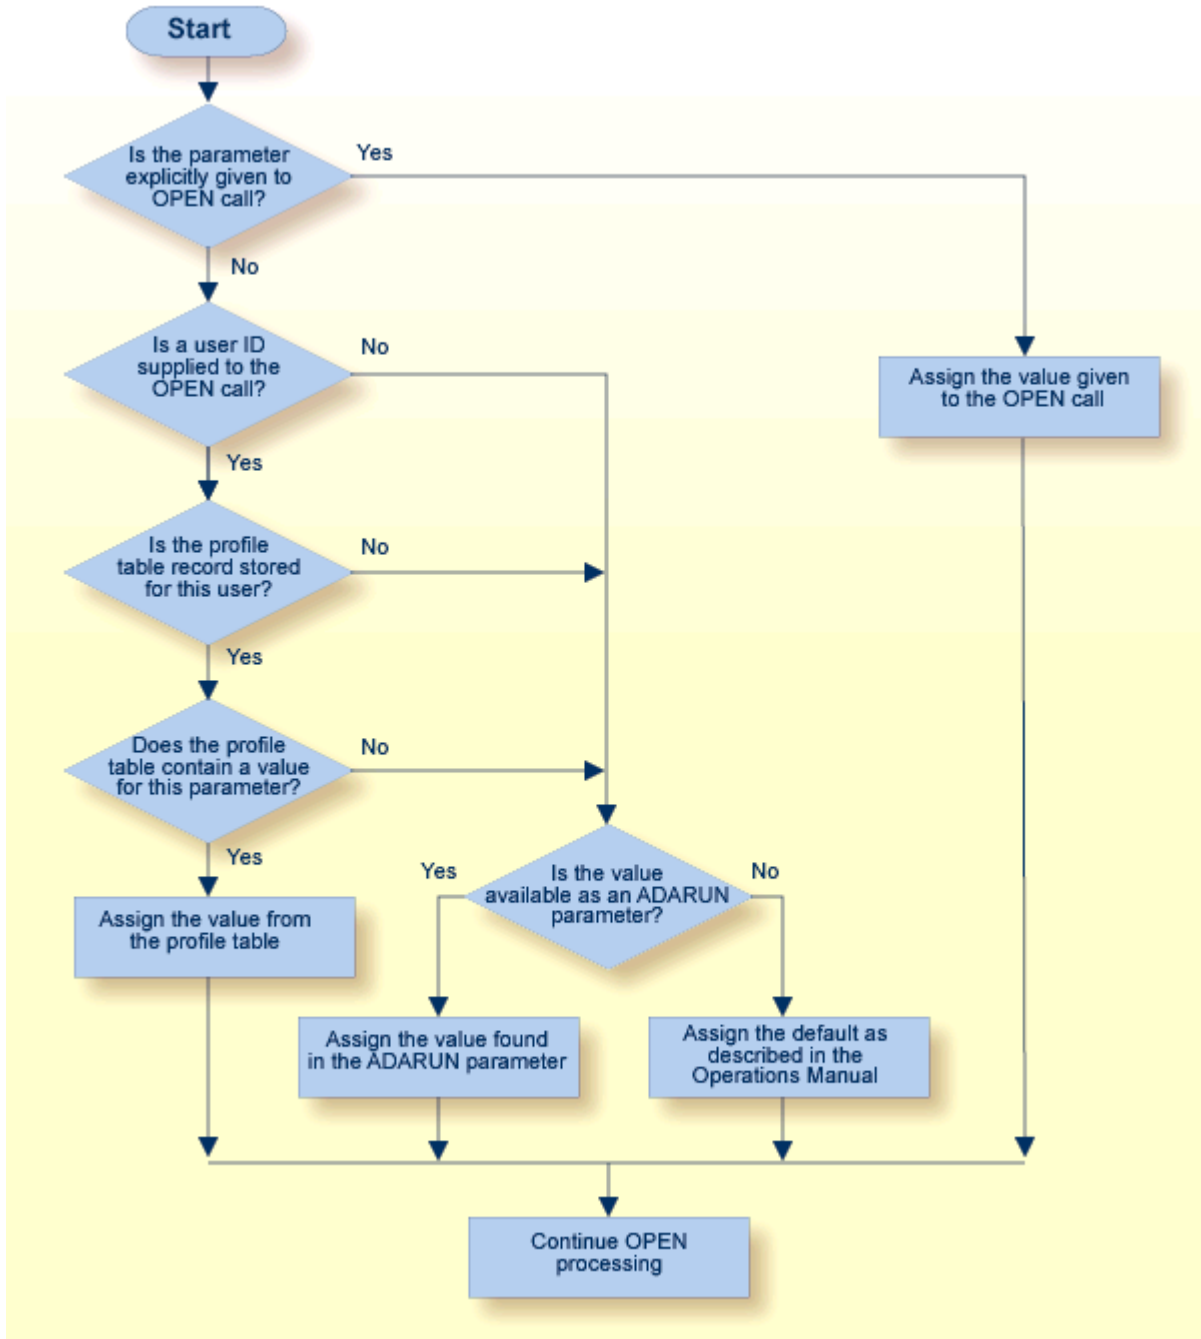 Start
Is the parameter
explicitly given to
OPEN call?
Yes
No
Is a user ID
supplied to the
OPEN call?
No
Assign the value given
to the OPEN call
Yes
Is the profile
table record stored
for this user?
No
Yes
Does the profile
table contain a value
for this parameter?
No
Yes
Assign the value from
the profile table
Yes
Is the value
available as an ADARUN
parameter?
No
Assign the value found
in the ADARUN parameter
Assign the default as
described in the
Operations Manual
Continue OPEN
processing